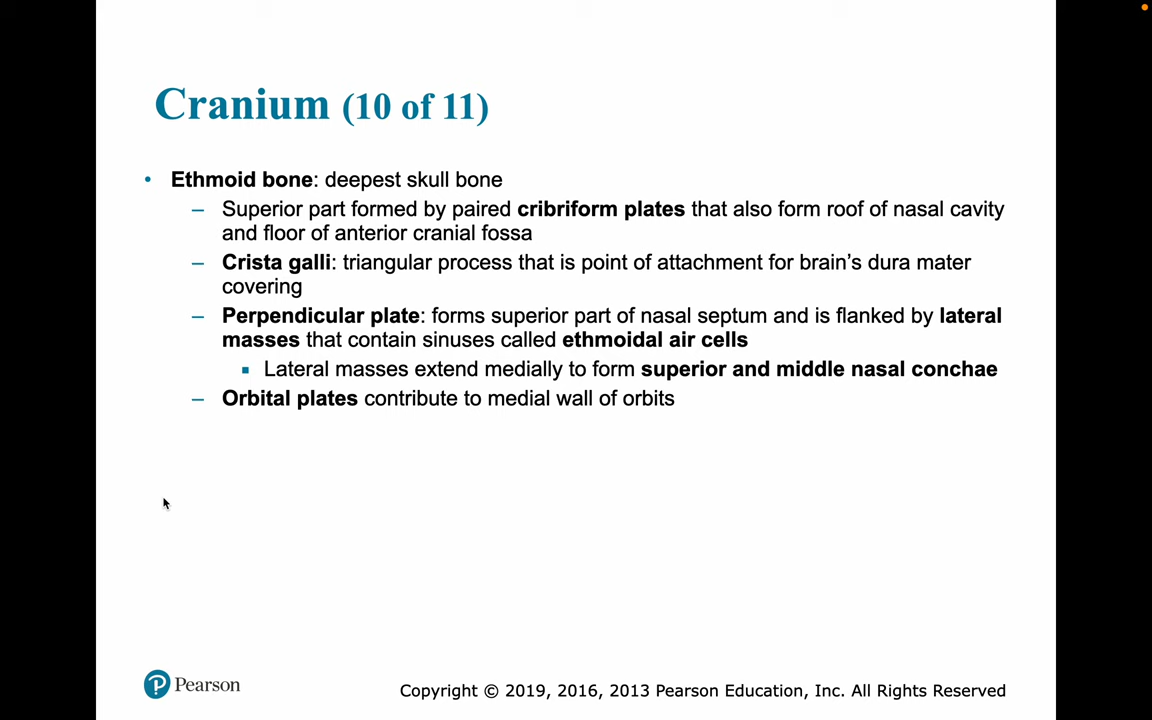 Cranium (10 of 11)
• Ethmoid bone: deepest skull bone
– Superior part formed by paired cribriform plates that also form roof of nasal cavity
and floor of anterior cranial fossa
– Crista galli: triangular process that is point of attachment for brain’s dura mater
covering
– Perpendicular plate: forms superior part of nasal septum and is flanked by lateral
masses that contain sinuses called ethmoidal air cells
▪ Lateral masses extend medially to form superior and middle nasal conchae
– Orbital plates contribute to medial wall of orbits
Pearson
Copyright © 2019, 2016, 2013 Pearson Education, Inc. All Rights Reserved